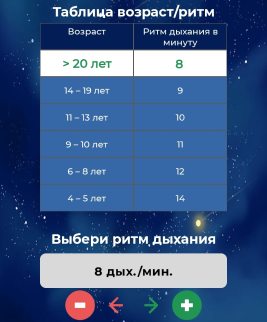 Таблица возраст/ритм
Возраст Ритм дыхания в
минуту
> 20 лет 8
14 – 19 лет 9
11 – 13 лет 10
9 – 10 лет 11
6 – 8 лет 12
4 – 5 лет 14
Выбери ритм дыхания
8 дых./мин.